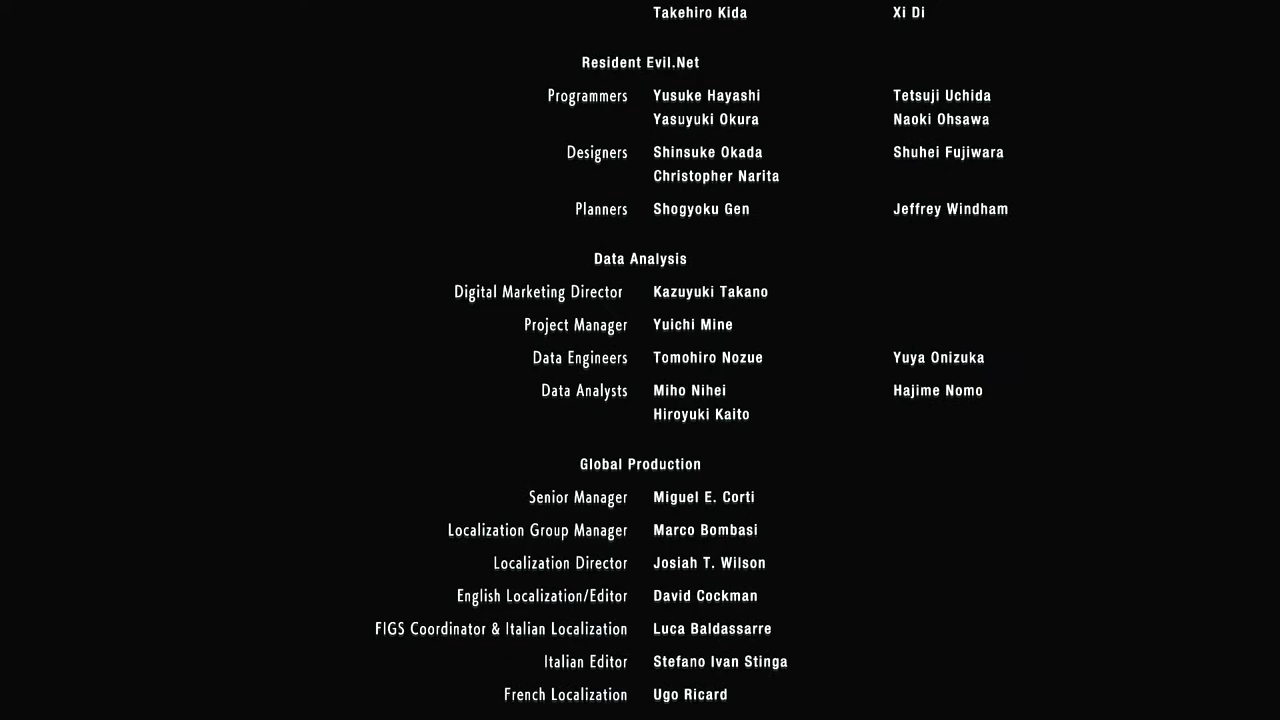 Takehiro Kida Xi Di
Resident Evil.Net
Programmers Yusuke Hayashi Tetsuji Uchida
Yasuyuki Okura Naoki Ohsawa
Designers Shinsuke Okada Shuhei Fujiwara
Christopher Narita
Planners Shogyoku Gen Jeffrey Windham
Data Analysis
Digital Marketing Director Kazuyuki Takano
Project Manager Yuichi Mine
Data Engineers Tomohiro Nozue Yuya Onizuka
Data Analysts Miho Nihei Hajime Nomo
Hiroyuki Kaito
Global Production
Senior Manager Miguel E. Corti
Localization Group Manager Marco Bombasi
Localization Director Josiah T. Wilson
English Localization/Editor David Cockman
FIGS Coordinator & Italian Localization Luca Baldassarre
Italian Editor Stefano Ivan Stinga
French Localization Ugo Ricard